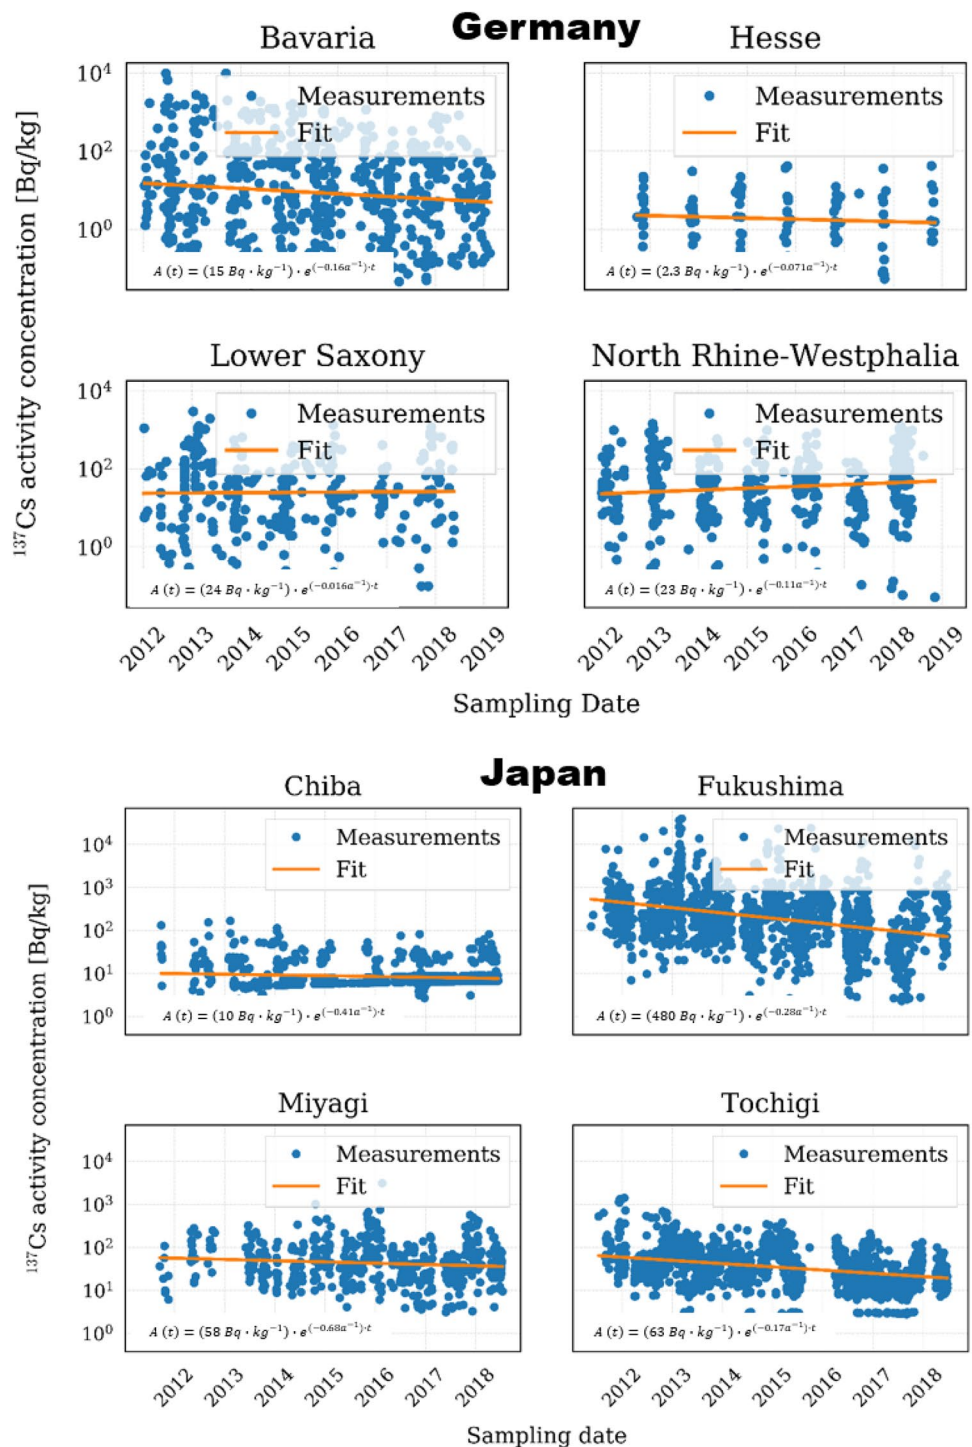 Germany
Bavaria
Hesse
¹³⁷Cs activity concentration [Bq/kg]
10⁴
10²
10⁰
Measurements
Fit
A (t) = (15 Bq · kg⁻¹) · e^(−0.16a⁻¹)·t
Measurements
Fit
A (t) = (2.3 Bq · kg⁻¹) · e^(−0.071a⁻¹)·t
Lower Saxony
North Rhine-Westphalia
10⁴
10²
10⁰
Measurements
Fit
A (t) = (24 Bq · kg⁻¹) · e^(−0.016a⁻¹)·t
Measurements
Fit
A (t) = (23 Bq · kg⁻¹) · e^(−0.11a⁻¹)·t
2012 2013 2014 2015 2016 2017 2018 2019
2012 2013 2014 2015 2016 2017 2018 2019
Sampling Date
Japan
Chiba
Fukushima
¹³⁷Cs activity concentration [Bq/kg]
10⁴
10³
10²
10¹
10⁰
Measurements
Fit
A (t) = (10 Bq · kg⁻¹) · e^(−0.41a⁻¹)·t
Measurements
Fit
A (t) = (480 Bq · kg⁻¹) · e^(−0.28a⁻¹)·t
Miyagi
Tochigi
10⁴
10³
10²
10¹
10⁰
Measurements
Fit
A (t) = (58 Bq · kg⁻¹) · e^(−0.68a⁻¹)·t
Measurements
Fit
A (t) = (63 Bq · kg⁻¹) · e^(−0.17a⁻¹)·t
2012 2013 2014 2015 2016 2017 2018
2012 2013 2014 2015 2016 2017 2018
Sampling date